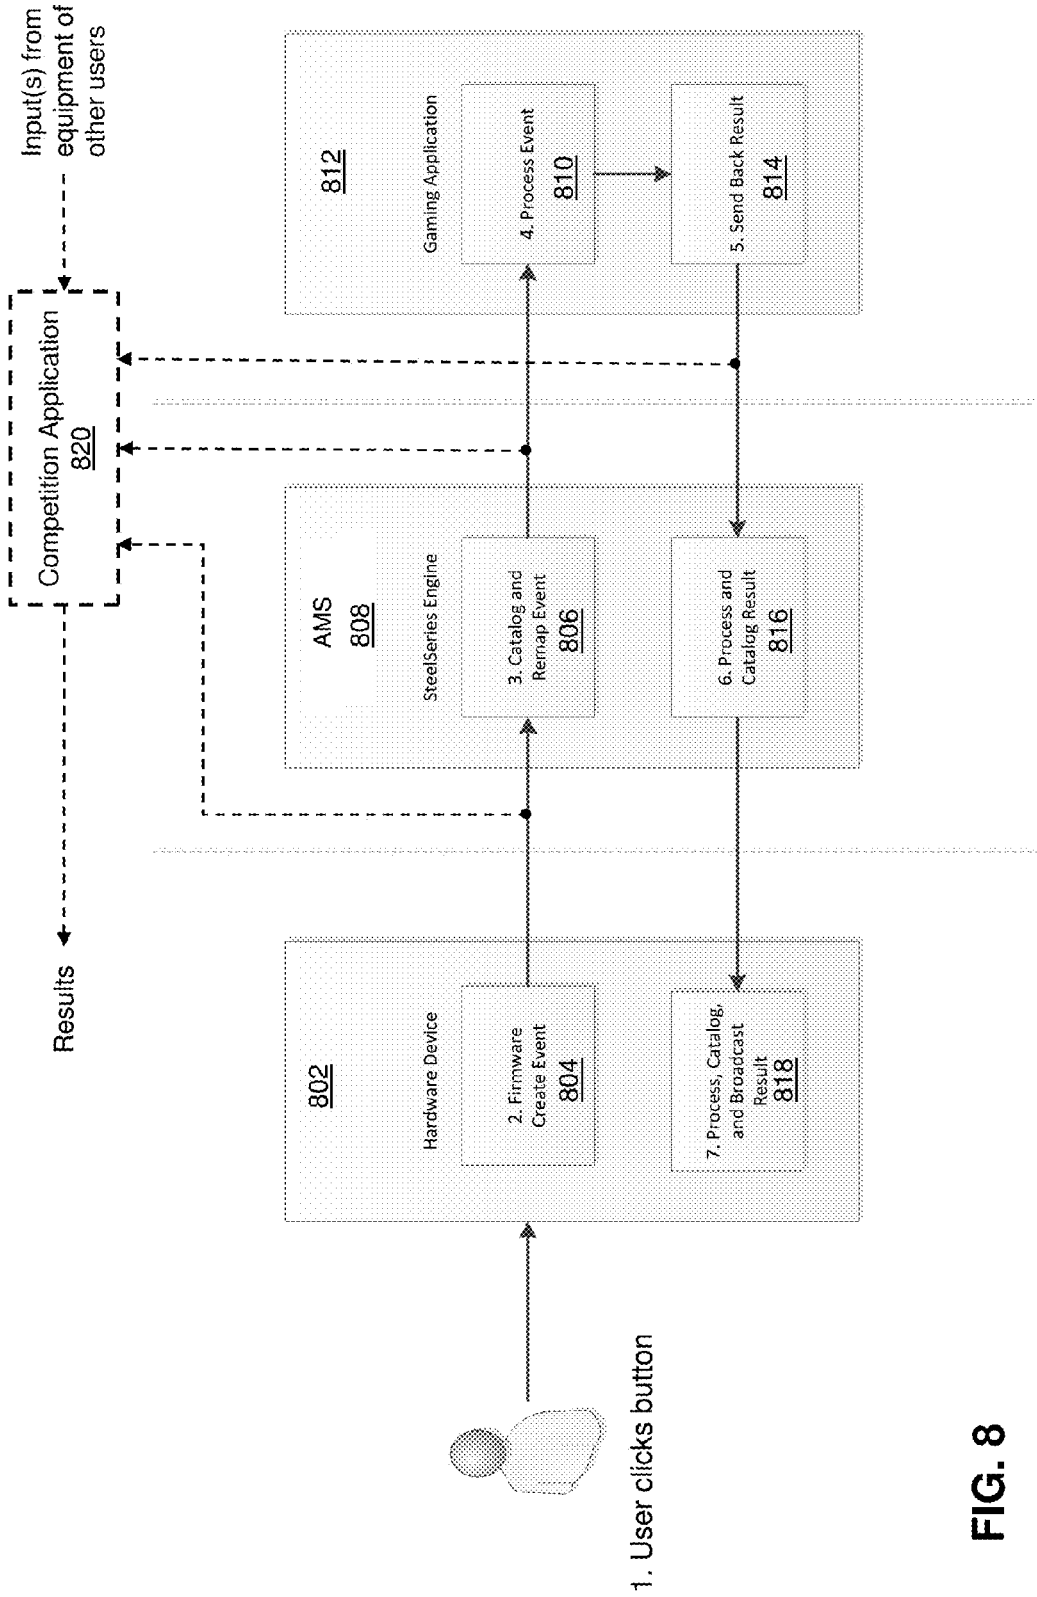 Results
Competition Application
820
Input(s) from
equipment of
other users
802
Hardware Device
2. Firmware
Create Event
804
7. Process, Catalog,
and Broadcast
Result
818
AMS
808
SteelSeries Engine
3. Catalog and
Remap Event
806
6. Process and
Catalog Result
816
812
Gaming Application
4. Process Event
810
5. Send Back Result
814
1. User clicks button
FIG. 8